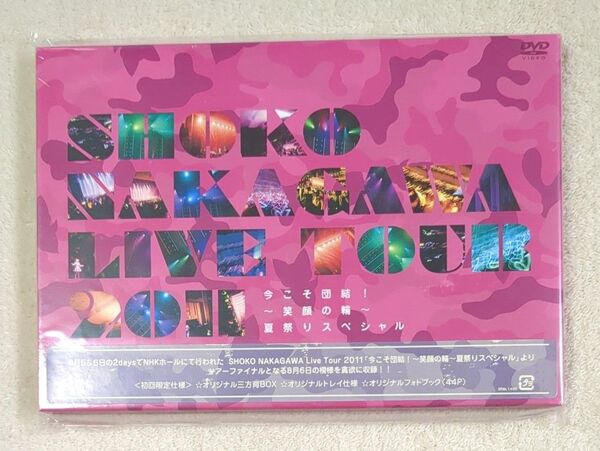 DVD
VIDEO
SHOKO
NAKAGAWA
LIVE TOUR
2011
今こそ団結！
〜笑顔の輪〜
夏祭りスペシャル
8月5&6日の2daysでNHKホールにて行われた SHOKO NAKAGAWA Live Tour 2011「今こそ団結！〜笑顔の輪〜夏祭りスペシャル」より
ツアーファイナルとなる8月6日の模様を貪欲に収録！！
＜初回限定仕様＞ ☆オリジナル三方背BOX ☆オリジナルトレイ仕様 ☆オリジナルフォトブック（44P）